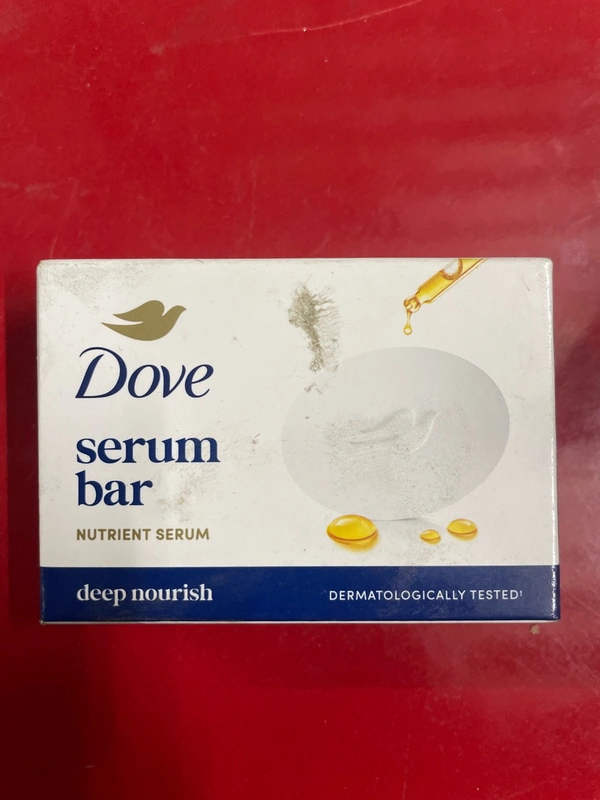 Dove
serum
bar
NUTRIENT SERUM
deep nourish
DERMATOLOGICALLY TESTED¹